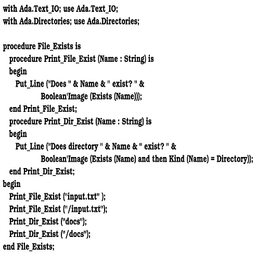 with Ada.Text_IO; use Ada.Text_IO;
with Ada.Directories; use Ada.Directories;
procedure File_Exists is
procedure Print_File_Exist (Name : String) is
begin
Put_Line ("Does " & Name & " exist? " &
Boolean'Image (Exists (Name)));
end Print_File_Exist;
procedure Print_Dir_Exist (Name : String) is
begin
Put_Line ("Does directory " & Name & " exist? " &
Boolean'Image (Exists (Name) and then Kind (Name) = Directory));
end Print_Dir_Exist;
begin
Print_File_Exist ("input.txt" );
Print_File_Exist ("/input.txt");
Print_Dir_Exist ("docs");
Print_Dir_Exist ("/docs");
end File_Exists;